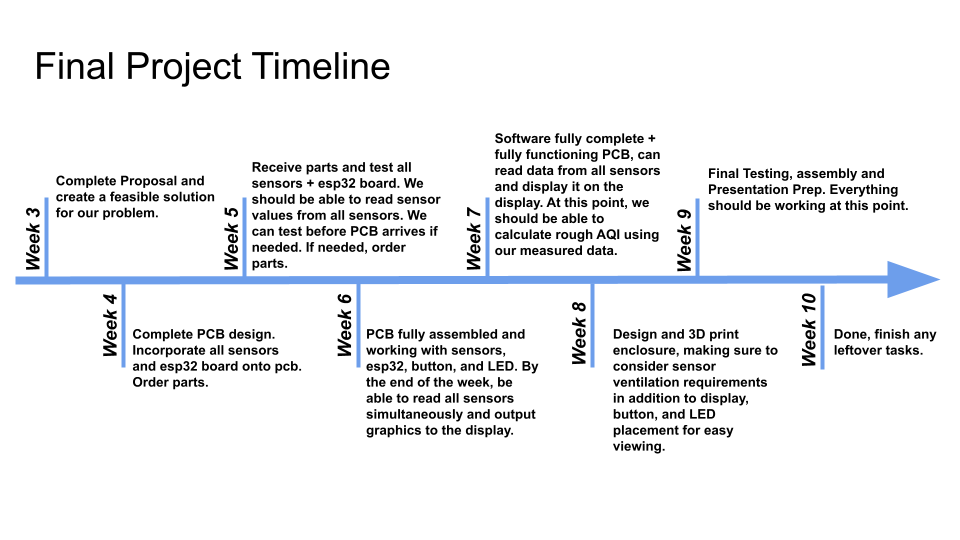 Final Project Timeline
Week 3
Complete Proposal and
create a feasible solution
for our problem.
Week 4
Complete PCB design.
Incorporate all sensors
and esp32 board onto pcb.
Order parts.
Week 5
Receive parts and test all
sensors + esp32 board. We
should be able to read sensor
values from all sensors. We
can test before PCB arrives if
needed. If needed, order
parts.
Week 6
PCB fully assembled and
working with sensors,
esp32, button, and LED. By
the end of the week, be
able to read all sensors
simultaneously and output
graphics to the display.
Week 7
Software fully complete +
fully functioning PCB, can
read data from all sensors
and display it on the
display. At this point, we
should be able to
calculate rough AQI using
our measured data.
Week 8
Design and 3D print
enclosure, making sure to
consider sensor
ventilation requirements
in addition to display,
button, and LED
placement for easy
viewing.
Week 9
Final Testing, assembly and
Presentation Prep. Everything
should be working at this point.
Week 10
Done, finish any
leftover tasks.